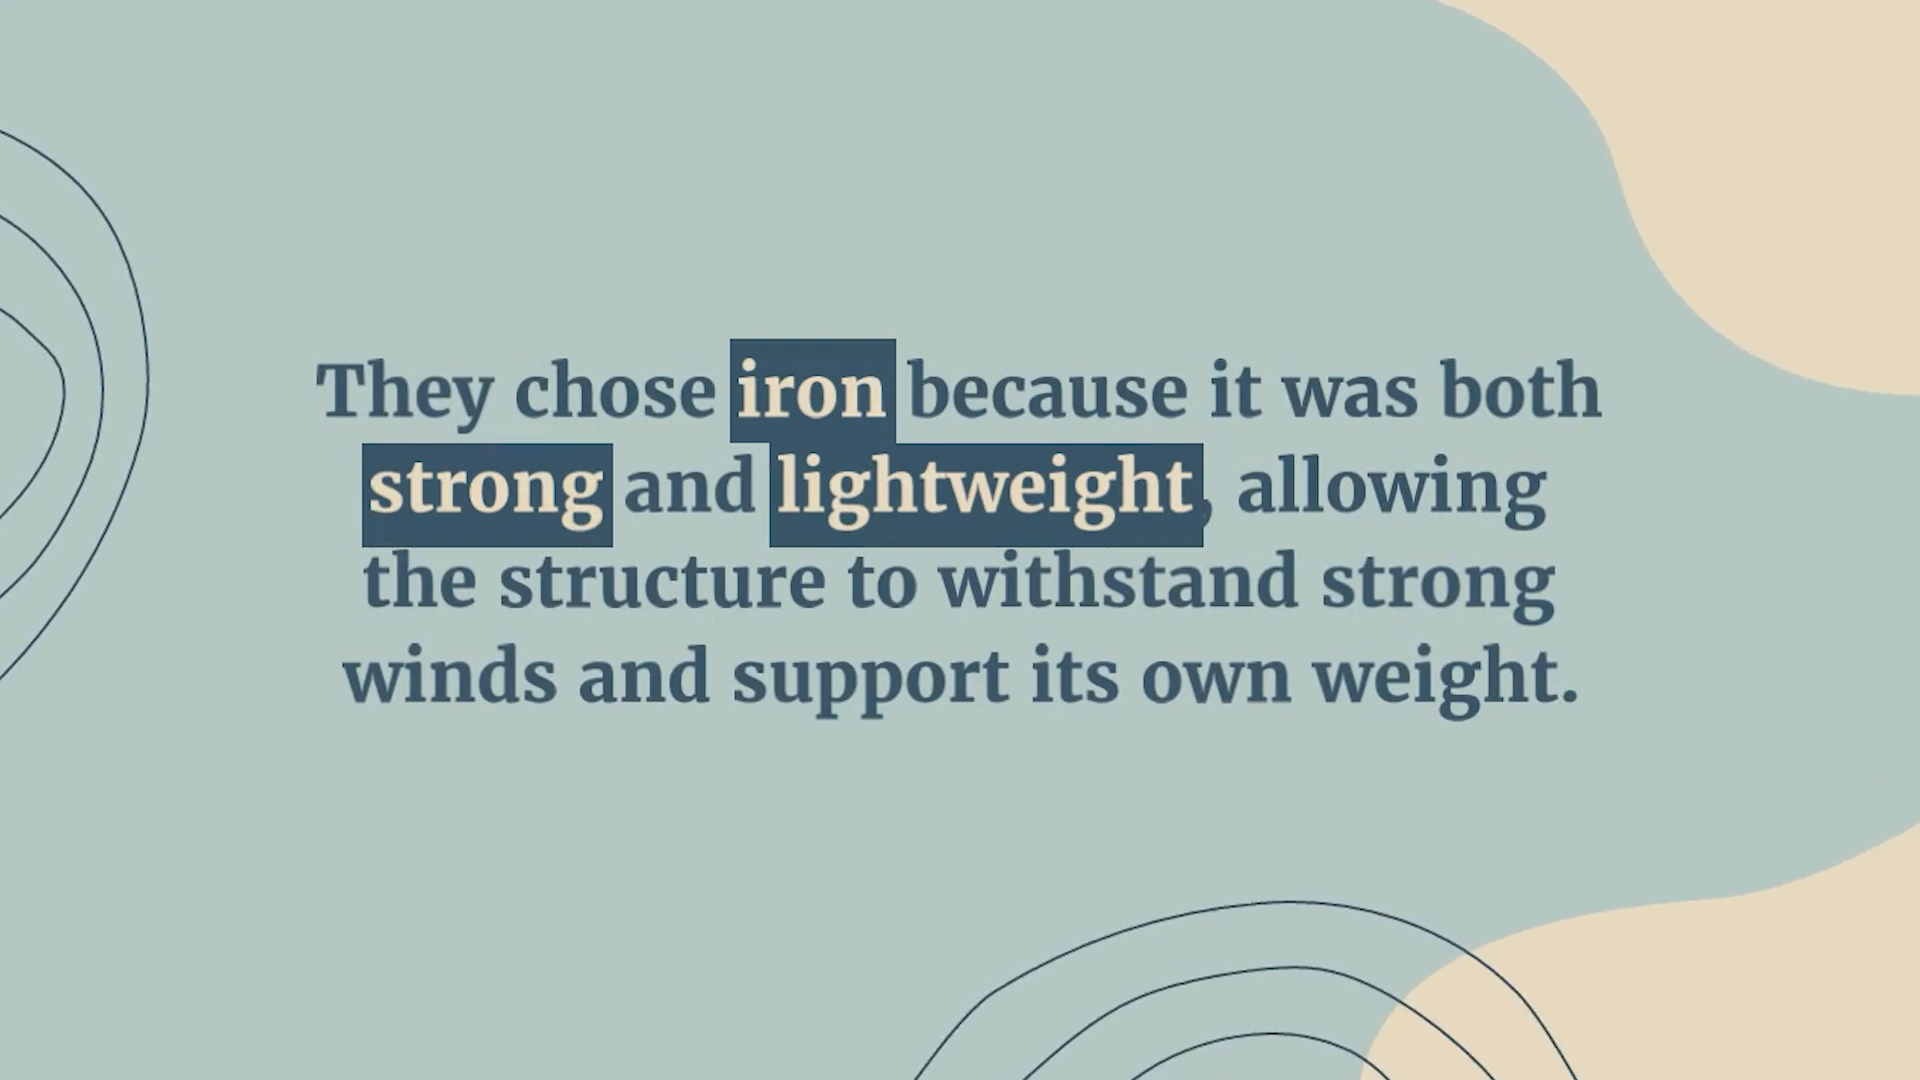 They chose iron because it was both
strong and lightweight, allowing
the structure to withstand strong
winds and support its own weight.